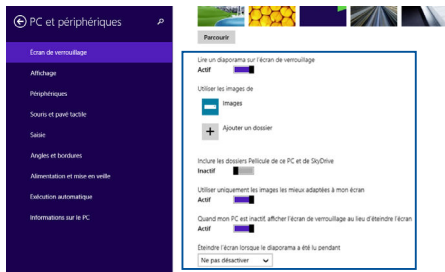 PC et périphériques
Écran de verrouillage
Affichage
Périphériques
Souris et pavé tactile
Saisie
Angles et bordures
Alimentation et mise en veille
Exécution automatique
Informations sur le PC
Parcourir
Lire un diaporama sur l'écran de verrouillage
Actif
Utiliser les images de
Images
Ajouter un dossier
Inclure les dossiers Pellicule de ce PC et de SkyDrive
Inactif
Utiliser uniquement les images les mieux adaptées à mon écran
Actif
Quand mon PC est inactif, afficher l'écran de verrouillage au lieu d'éteindre l'écran
Actif
Éteindre l'écran lorsque le diaporama a été lu pendant
Ne pas désactiver